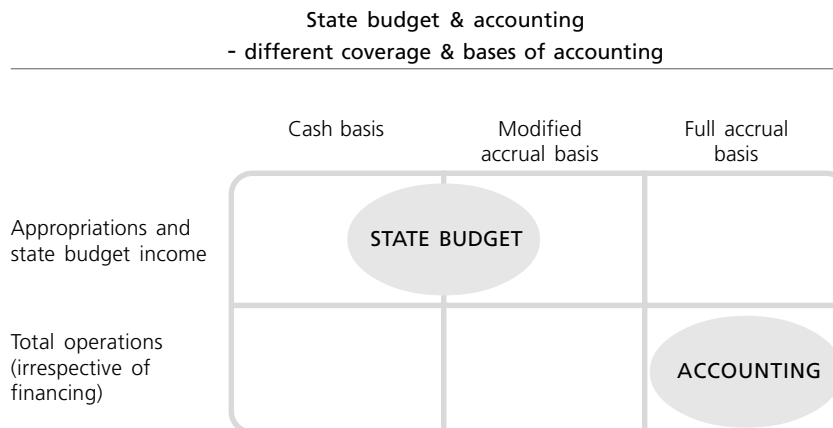 State budget & accounting
- different coverage & bases of accounting
Cash basis
Modified
accrual basis
Full accrual
basis
Appropriations and
state budget income
STATE BUDGET
Total operations
(irrespective of
financing)
ACCOUNTING